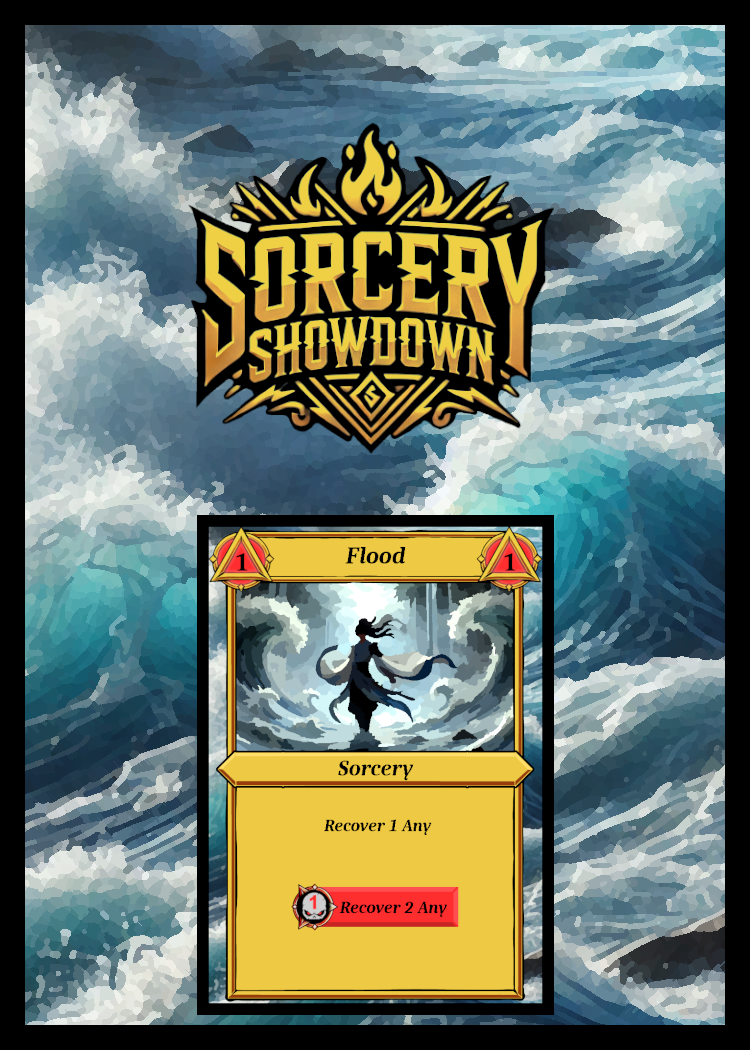 SORCERY
SHOWDOWN
S
1 Flood 1
Sorcery
Recover 1 Any
1 Recover 2 Any